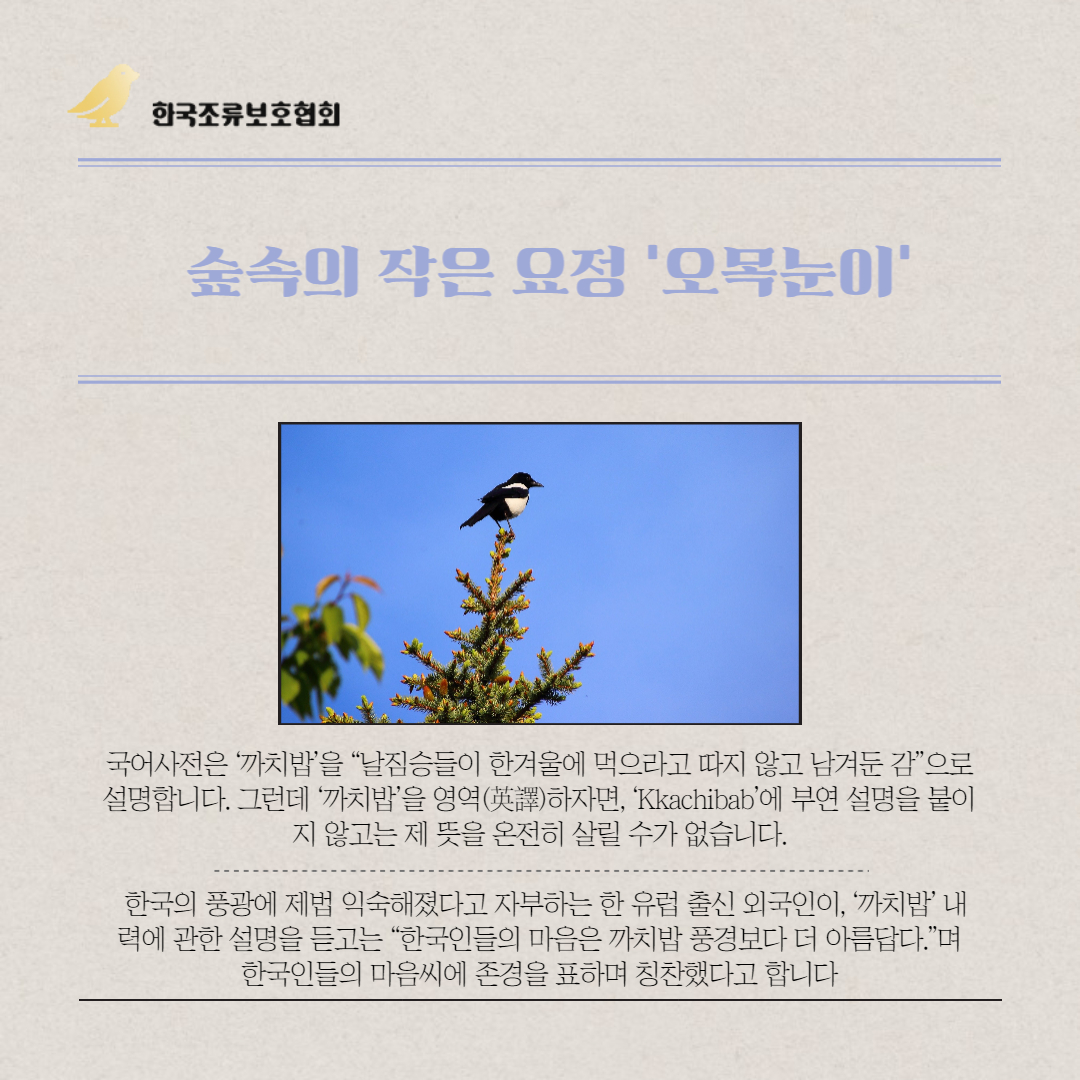 한국조류보호협회
숲속의 작은 요정 '오목눈이'
국어사전은 ‘까치밥’을 “날짐승들이 한겨울에 먹으라고 따지 않고 남겨둔 감”으로
설명합니다. 그런데 ‘까치밥’을 영역(英譯)하자면, ‘Kkachibab’에 부연 설명을 붙이
지 않고는 제 뜻을 온전히 살릴 수가 없습니다.
한국의 풍광에 제법 익숙해졌다고 자부하는 한 유럽 출신 외국인이, ‘까치밥’ 내
력에 관한 설명을 듣고는 “한국인들의 마음은 까치밥 풍경보다 더 아름답다.”며
한국인들의 마음씨에 존경을 표하며 칭찬했다고 합니다